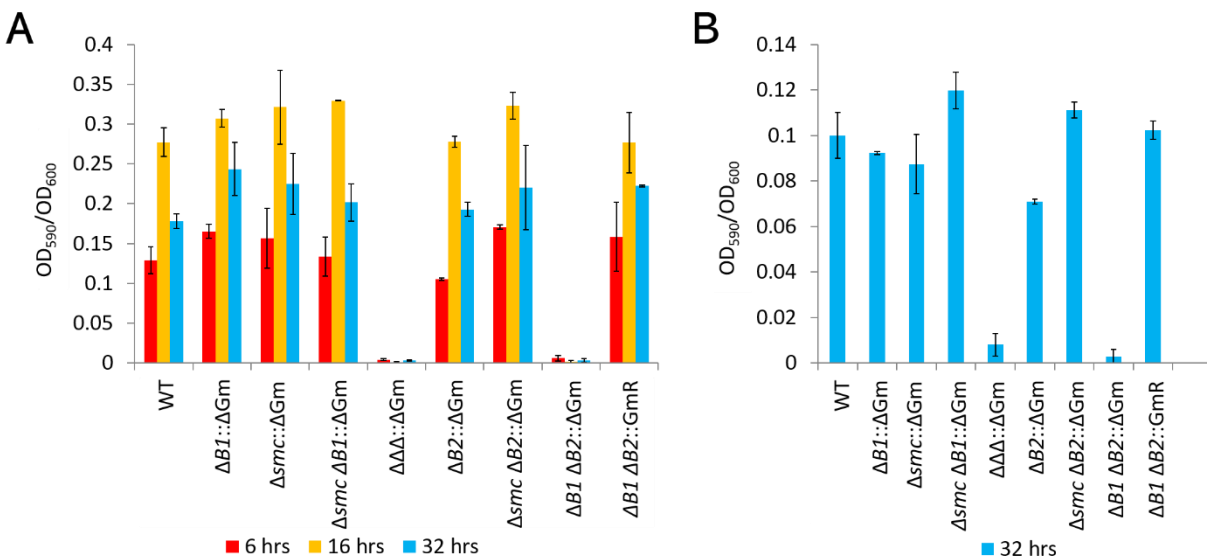 A
0.4
0.35
0.3
0.25
0.2
0.15
0.1
0.05
0
OD590/OD600
WT
ΔB1::ΔGm
Δsmc::ΔGm
Δsmc ΔB1::ΔGm
ΔΔΔ::ΔGm
ΔB2::ΔGm
Δsmc ΔB2::ΔGm
ΔB1 ΔB2::ΔGm
ΔB1 ΔB2::GmR
6 hrs 16 hrs 32 hrs
B
0.14
0.12
0.1
0.08
0.06
0.04
0.02
0
OD590/OD600
WT
ΔB1::ΔGm
Δsmc::ΔGm
Δsmc ΔB1::ΔGm
ΔΔΔ::ΔGm
ΔB2::ΔGm
Δsmc ΔB2::ΔGm
ΔB1 ΔB2::ΔGm
ΔB1 ΔB2::GmR
32 hrs